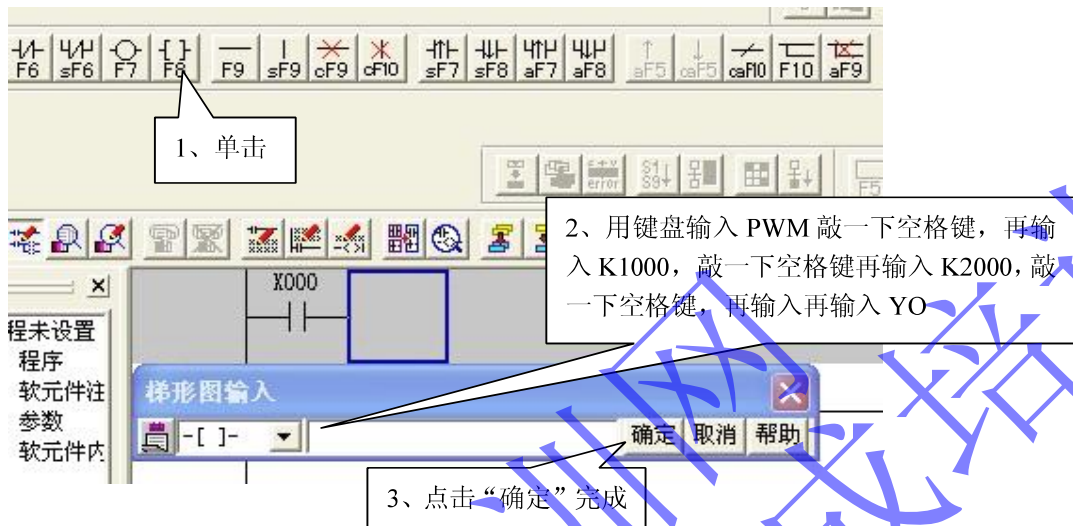 F6 sF6 F7 F8 F9 sF9 cF9 cF10 sF7 sF8 aF7 aF8 aF5 caF5 caF10 F10 aF9
1、单击
error S1 S9 F5
2、用键盘输入 PWM 敲一下空格键，再输
入 K1000，敲一下空格键再输入 K2000，敲
一下空格键，再输入再输入 YO
X000
程未设置
程序
软元件注
参数
软元件内
梯形图输入
-[ ]-
确定 取消 帮助
3、点击“确定”完成